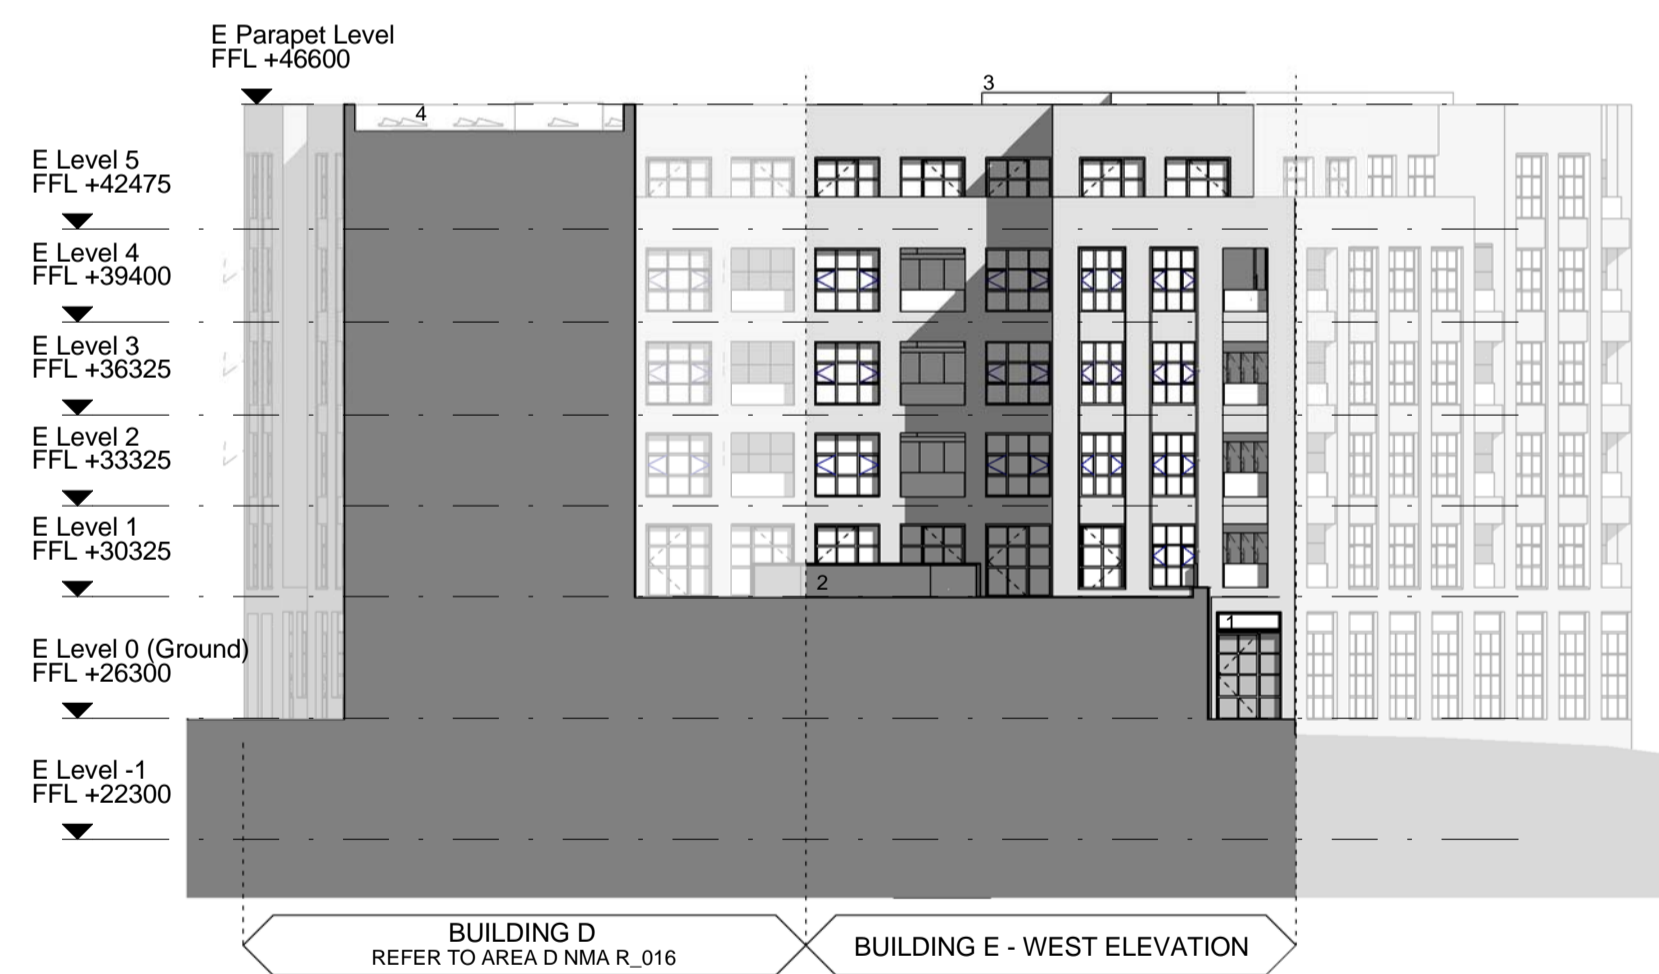 E Parapet Level
FFL +46600
3
4
E Level 5
FFL +42475
E Level 4
FFL +39400
E Level 3
FFL +36325
E Level 2
FFL +33325
E Level 1
FFL +30325
2
1
E Level 0 (Ground)
FFL +26300
E Level -1
FFL +22300
BUILDING D
REFER TO AREA D NMA R_016
BUILDING E - WEST ELEVATION